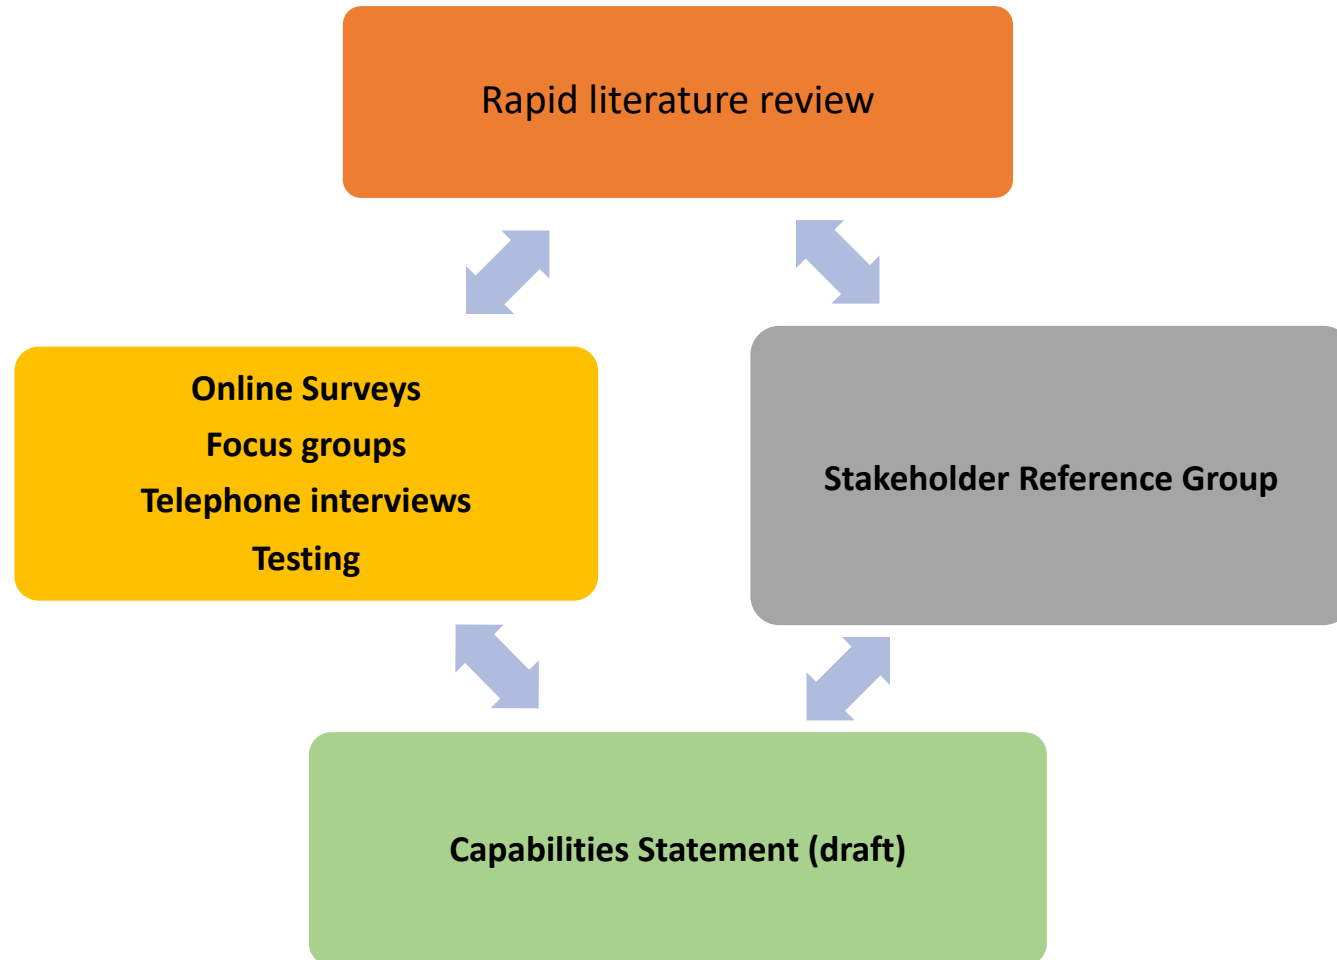 Rapid literature review
Online Surveys
Focus groups
Telephone interviews
Testing
Stakeholder Reference Group
Capabilities Statement (draft)